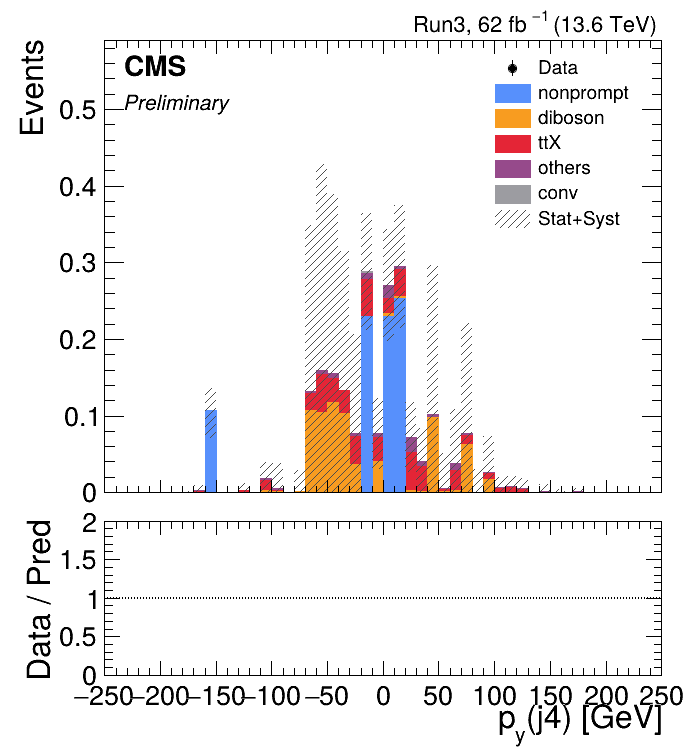 Run3, 62 fb⁻¹ (13.6 TeV)
CMS
Preliminary
Events
Data
nonprompt
diboson
ttX
others
conv
Stat+Syst
0.5
0.4
0.3
0.2
0.1
0
Data / Pred
2
1.5
1
0.5
0
−250 −200 −150 −100 −50 0 50 100 150 200 250
p_y(j4) [GeV]